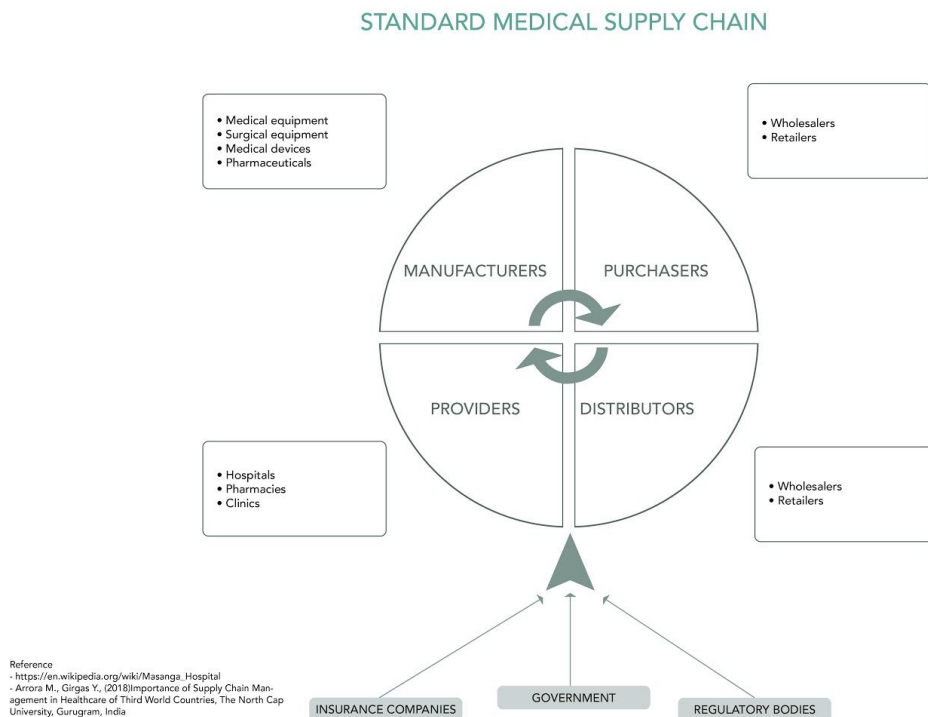 STANDARD MEDICAL SUPPLY CHAIN
• Medical equipment
• Surgical equipment
• Medical devices
• Pharmaceuticals
• Wholesalers
• Retailers
MANUFACTURERS
PURCHASERS
PROVIDERS
DISTRIBUTORS
• Hospitals
• Pharmacies
• Clinics
• Wholesalers
• Retailers
Reference
- https://en.wikipedia.org/wiki/Masanga_Hospital
- Arrora M., Girgas Y., (2018)Importance of Supply Chain Man-
agement in Healthcare of Third World Countries, The North Cap
University, Gurugram, India
INSURANCE COMPANIES
GOVERNMENT
REGULATORY BODIES